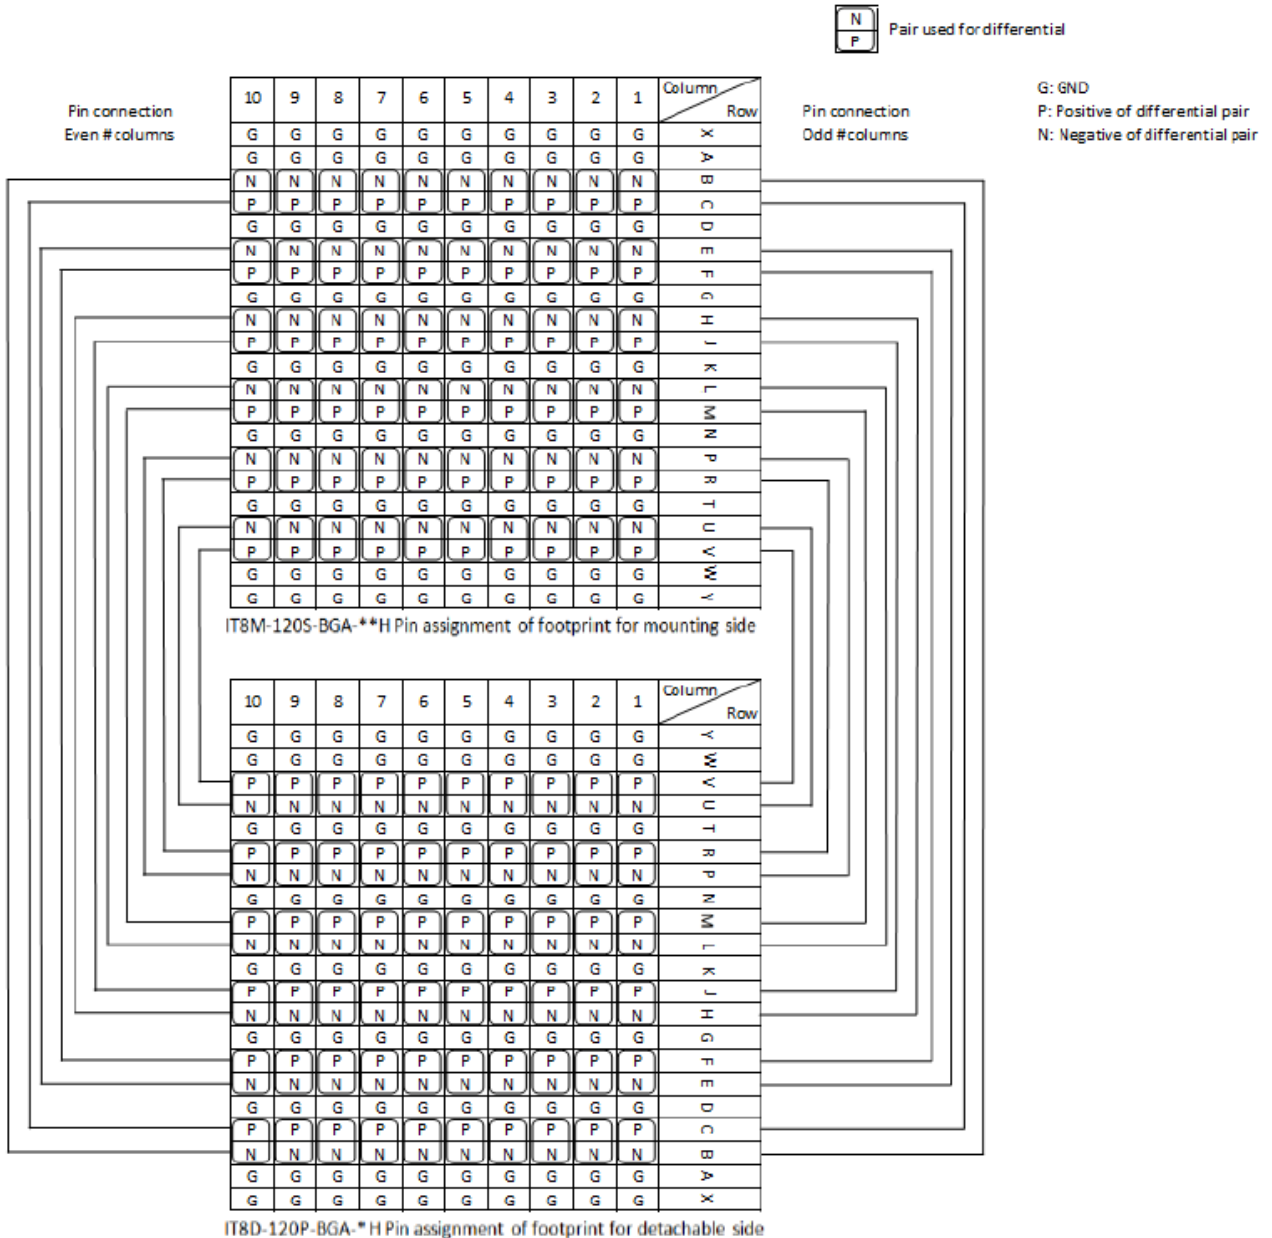 N
P
Pair used for differential
G: GND
P: Positive of differential pair
N: Negative of differential pair
Pin connection
Even # columns
Pin connection
Odd # columns
10 9 8 7 6 5 4 3 2 1 Column Row
G G G G G G G G G G X
G G G G G G G G G G A
N N N N N N N N N N B
P P P P P P P P P P C
G G G G G G G G G G D
N N N N N N N N N N E
P P P P P P P P P P F
G G G G G G G G G G G
N N N N N N N N N N H
P P P P P P P P P P J
G G G G G G G G G G K
N N N N N N N N N N L
P P P P P P P P P P M
G G G G G G G G G G N
N N N N N N N N N N P
P P P P P P P P P P R
G G G G G G G G G G T
N N N N N N N N N N U
P P P P P P P P P P V
G G G G G G G G G G W
G G G G G G G G G G Y
IT8M-120S-BGA-**H Pin assignment of footprint for mounting side
10 9 8 7 6 5 4 3 2 1 Column Row
G G G G G G G G G G Y
G G G G G G G G G G W
P P P P P P P P P P V
N N N N N N N N N N U
G G G G G G G G G G T
P P P P P P P P P P R
N N N N N N N N N N P
G G G G G G G G G G N
P P P P P P P P P P M
N N N N N N N N N N L
G G G G G G G G G G K
P P P P P P P P P P J
N N N N N N N N N N H
G G G G G G G G G G G
P P P P P P P P P P F
N N N N N N N N N N E
G G G G G G G G G G D
P P P P P P P P P P C
N N N N N N N N N N B
G G G G G G G G G G A
G G G G G G G G G G X
IT8D-120P-BGA-*H Pin assignment of footprint for detachable side